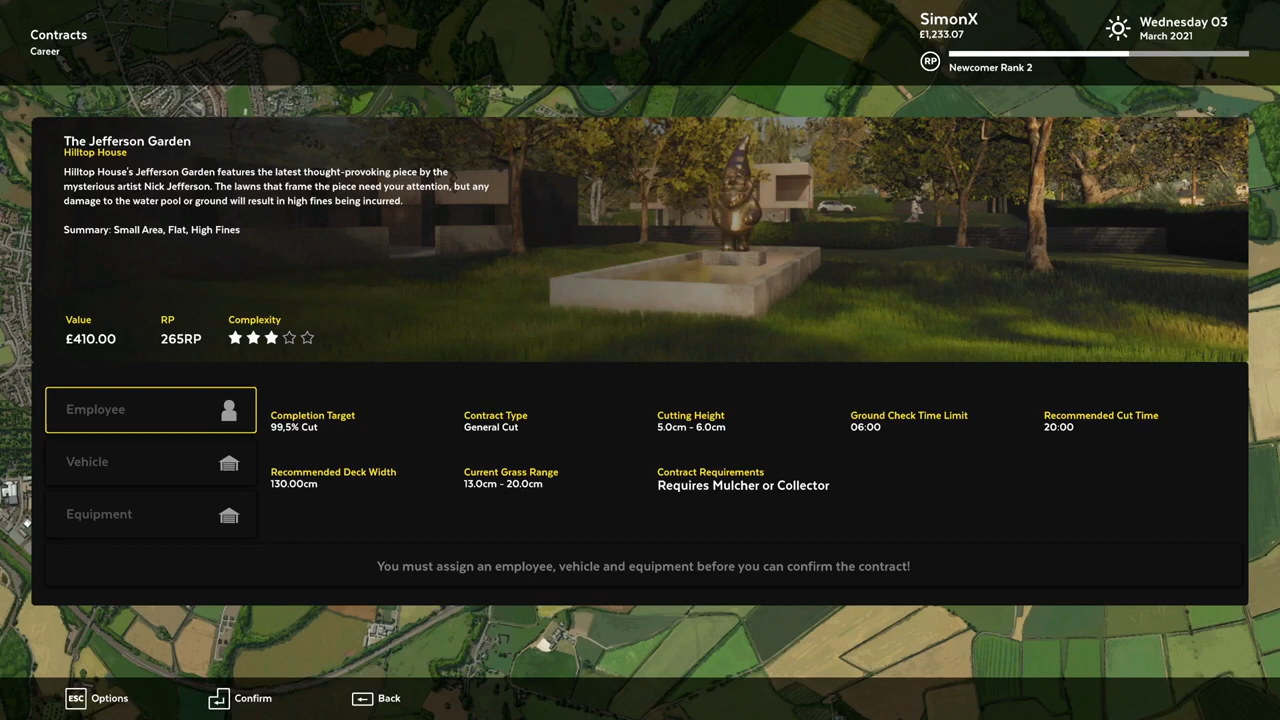 Contracts
Career
SimonX
£1,233.07
Wednesday 03
March 2021
RP
Newcomer Rank 2
The Jefferson Garden
Hilltop House
Hilltop House's Jefferson Garden features the latest thought-provoking piece by the
mysterious artist Nick Jefferson. The lawns that frame the piece need your attention, but any
damage to the water pool or ground will result in high fines being incurred.
Summary: Small Area, Flat, High Fines
Value RP Complexity
£410.00 265RP
Employee
Vehicle
Equipment
Completion Target Contract Type Cutting Height Ground Check Time Limit Recommended Cut Time
99,5% Cut General Cut 5.0cm - 6.0cm 06:00 20:00
Recommended Deck Width Current Grass Range Contract Requirements
130.00cm 13.0cm - 20.0cm Requires Mulcher or Collector
You must assign an employee, vehicle and equipment before you can confirm the contract!
ESC Options Confirm Back